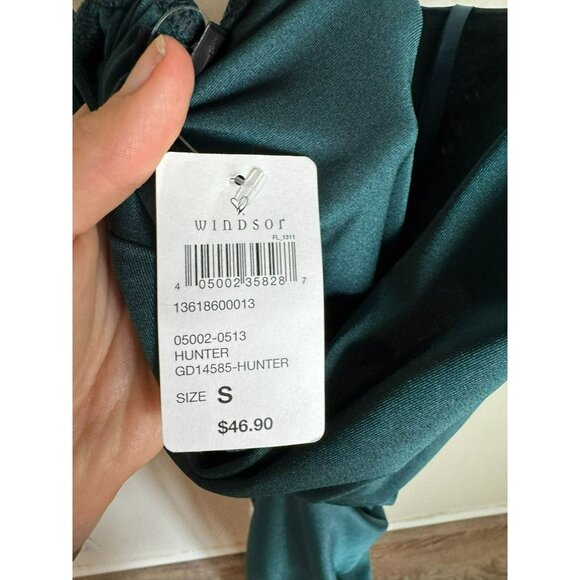 WINDSOR
FL_1311
4 05002 35828 7
13618600013
05002-0513
HUNTER
GD14585-HUNTER
SIZE S
$46.90